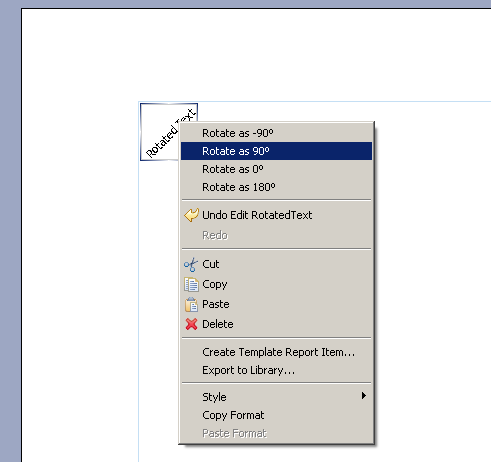 Rotated Text
Rotate as -90º
Rotate as 90º
Rotate as 0º
Rotate as 180º
Undo Edit RotatedText
Redo
Cut
Copy
Paste
Delete
Create Template Report Item...
Export to Library...
Style
Copy Format
Paste Format